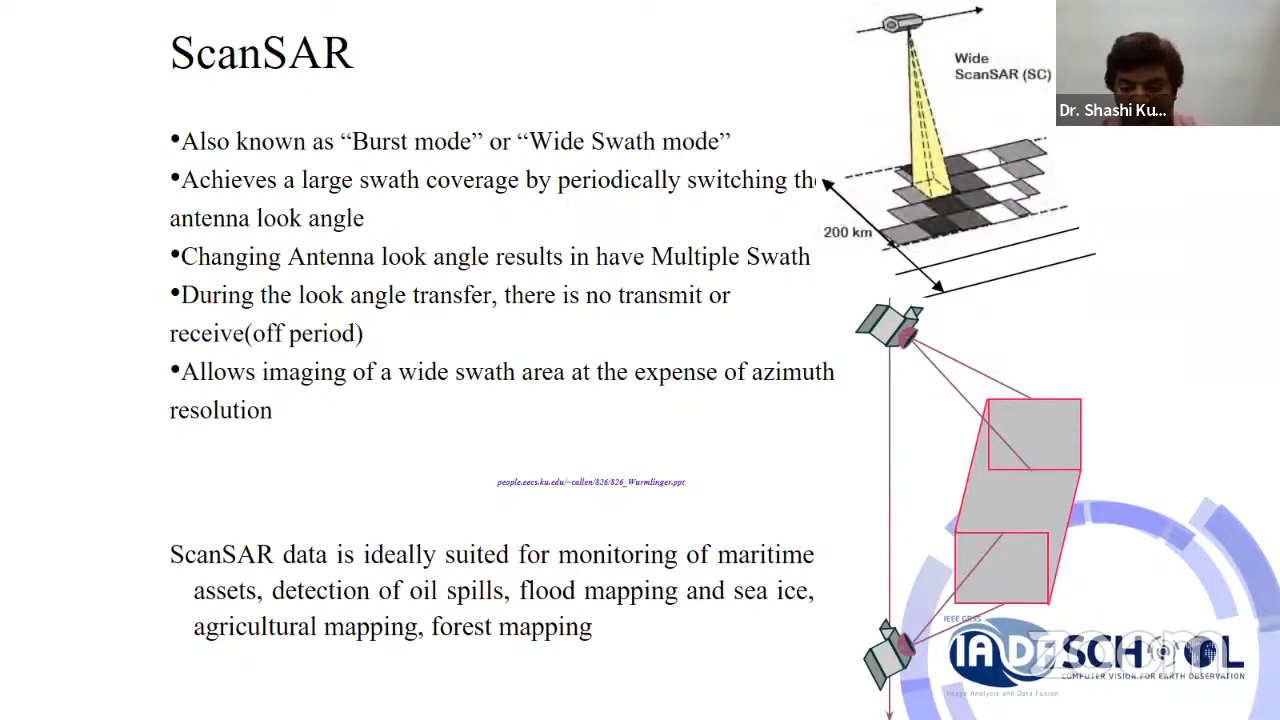 ScanSAR
•Also known as “Burst mode” or “Wide Swath mode”
•Achieves a large swath coverage by periodically switching the
antenna look angle
•Changing Antenna look angle results in have Multiple Swath
•During the look angle transfer, there is no transmit or
receive(off period)
•Allows imaging of a wide swath area at the expense of azimuth
resolution
people.eecs.ku.edu/~callen/826/826_Wurmlinger.ppt
ScanSAR data is ideally suited for monitoring of maritime
assets, detection of oil spills, flood mapping and sea ice,
agricultural mapping, forest mapping
Wide
ScanSAR (SC)
200 km
Dr. Shashi Ku...
IEEE GRSS
IADF SCHOOL
zoom
COMPUTER VISION FOR EARTH OBSERVATION
Image Analysis and Data Fusion